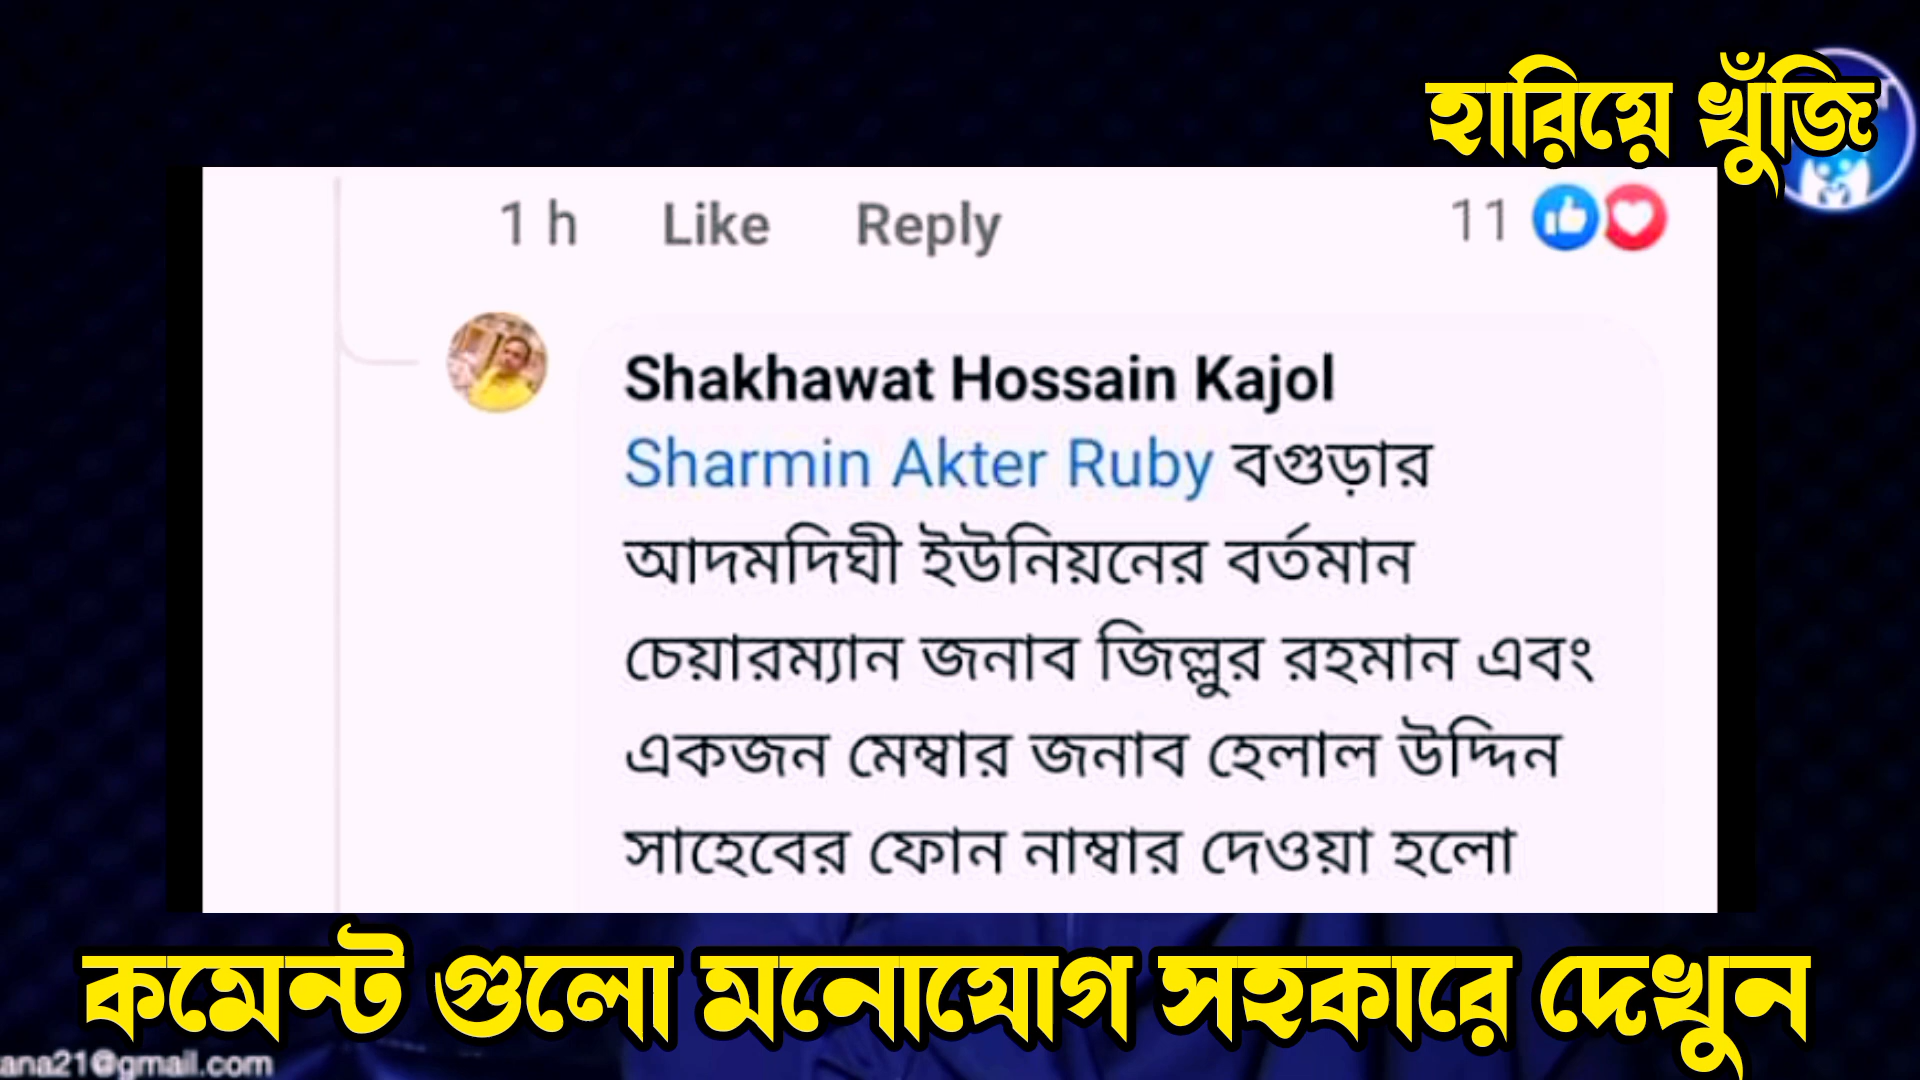 হারিয়ে খুঁজি
1 h Like Reply 11
Shakhawat Hossain Kajol
Sharmin Akter Ruby বগুড়ার
আদমদিঘী ইউনিয়নের বর্তমান
চেয়ারম্যান জনাব জিল্লুর রহমান এবং
একজন মেম্বার জনাব হেলাল উদ্দিন
সাহেবের ফোন নাম্বার দেওয়া হলো
কমেন্ট গুলো মনোযোগ সহকারে দেখুন
ana21@gmail.com